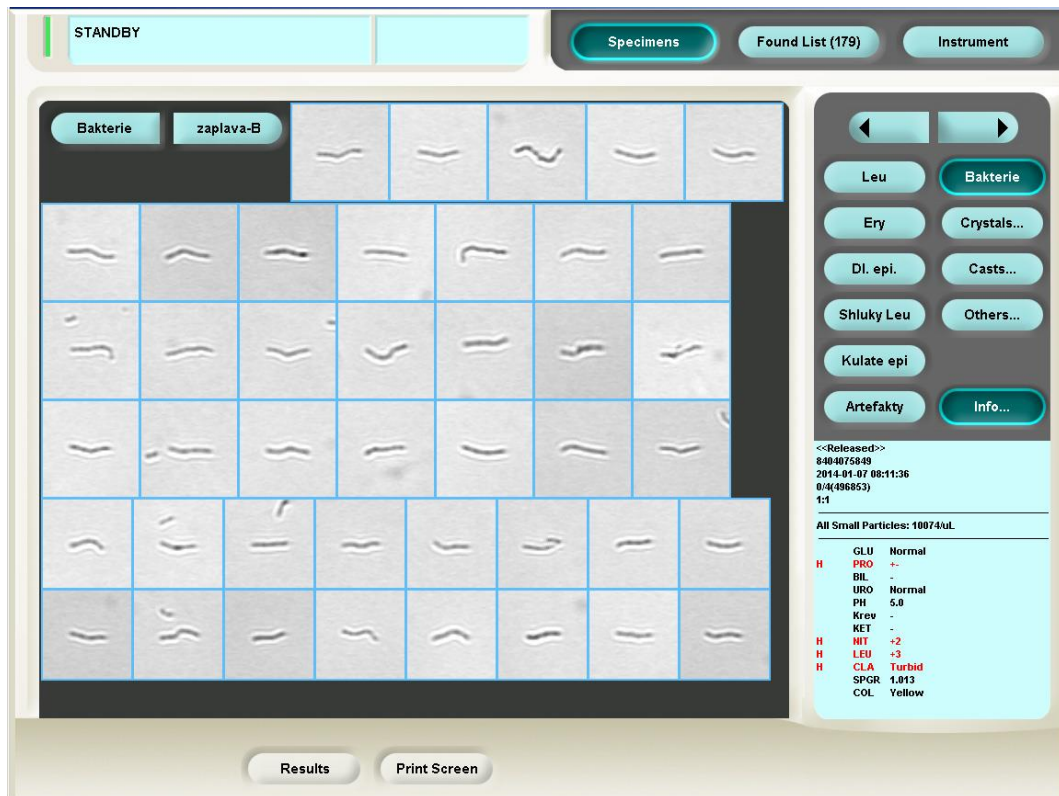 STANDBY
Specimens
Found List (179)
Instrument
Bakterie
zaplava-B
Leu
Bakterie
Ery
Crystals...
Dl. epi.
Casts...
Shluky Leu
Others...
Kulate epi
Artefakty
Info...
<<Released>>
8404075849
2014-01-07 08:11:36
0/4(496853)
1:1
All Small Particles: 10074/uL
GLU Normal
H PRO +-
BIL -
URO Normal
PH 5.0
Krev -
KET -
H NIT +2
H LEU +3
H CLA Turbid
SPGR 1.013
COL Yellow
Results
Print Screen